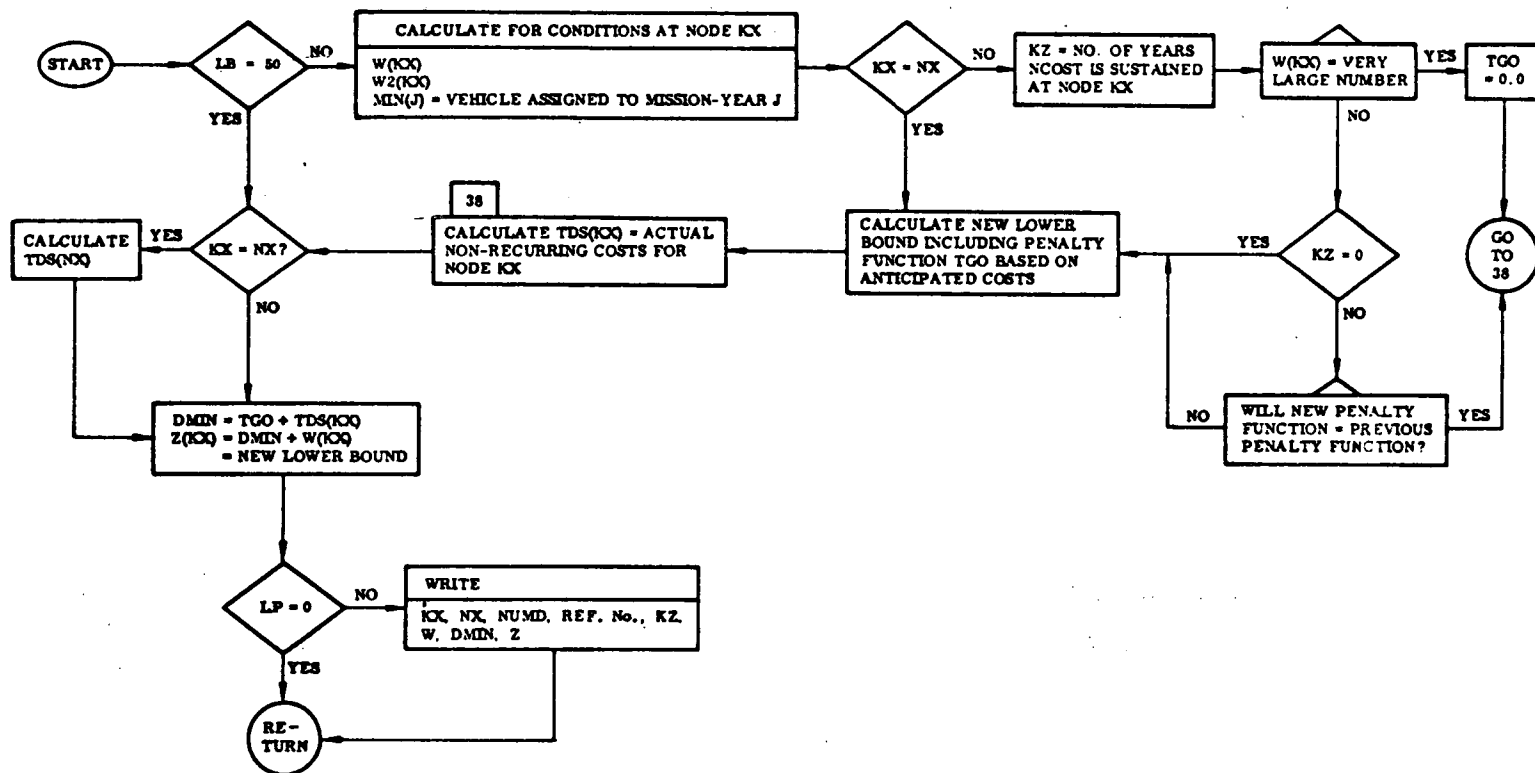 START
LB = 50
NO
YES
CALCULATE FOR CONDITIONS AT NODE KX
W(KX)
W2(KX)
MIN(J) = VEHICLE ASSIGNED TO MISSION-YEAR J
KX = NX
NO
YES
KZ = NO. OF YEARS
NCOST IS SUSTAINED
AT NODE KX
W(KX) = VERY
LARGE NUMBER
YES
NO
TGO
= 0.0
GO
TO
38
KZ = 0
YES
NO
WILL NEW PENALTY
FUNCTION = PREVIOUS
PENALTY FUNCTION?
NO
YES
CALCULATE NEW LOWER
BOUND INCLUDING PENALTY
FUNCTION TGO BASED ON
ANTICIPATED COSTS
38
CALCULATE TDS(KX) = ACTUAL
NON-RECURRING COSTS FOR
NODE KX
KX = NX?
YES
NO
CALCULATE
TDS(NX)
DMIN = TGO + TDS(KX)
Z(KX) = DMIN + W(KX)
= NEW LOWER BOUND
LP = 0
NO
YES
WRITE
KX, NX, NUMD, REF. No., KZ,
W, DMIN, Z
RE-
TURN